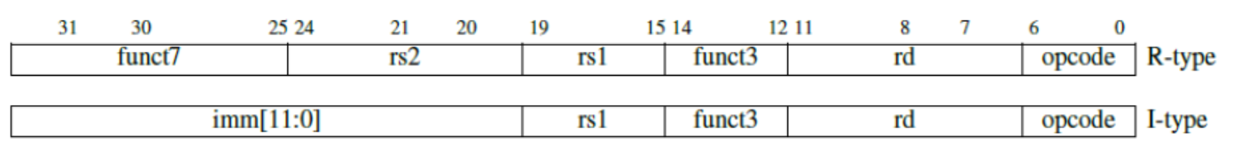 31 30 25 24 21 20 19 15 14 12 11 8 7 6 0
funct7 rs2 rs1 funct3 rd opcode R-type
imm[11:0] rs1 funct3 rd opcode I-type